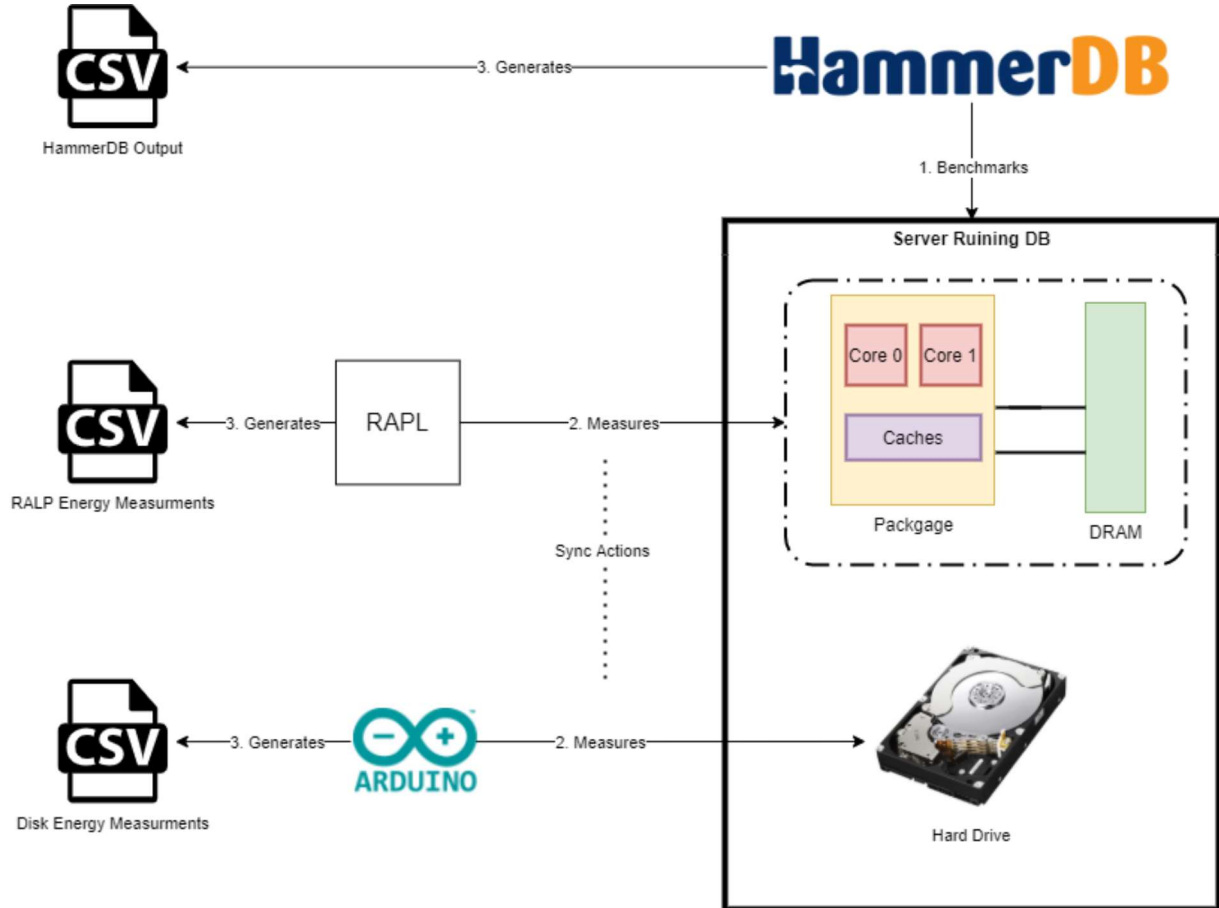 CSV
3. Generates
HammerDB
HammerDB Output
1. Benchmarks
Server Ruining DB
Core 0
Core 1
Caches
Packgage
DRAM
CSV
3. Generates
RAPL
2. Measures
RALP Energy Measurments
Sync Actions
CSV
3. Generates
ARDUINO
TM
2. Measures
Disk Energy Measurments
Hard Drive